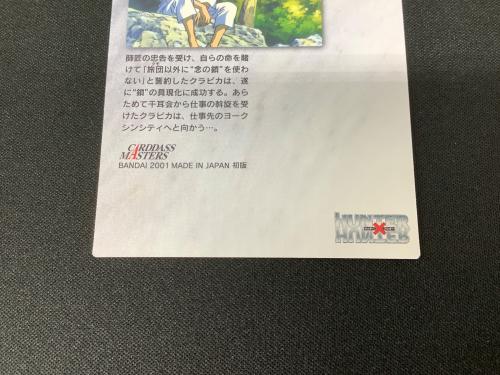 師匠の忠告を受け、自らの命を賭
けて「旅団以外に“念の鎖”を使わ
ない」と誓約したクラピカは、遂
に“鎖”の具現化に成功する。あら
ためて千耳会から仕事の斡旋を受
けたクラピカは、仕事先のヨーク
シンシティへと向かう…。
CARDDASS
MASTERS
BANDAI 2001 MADE IN JAPAN 初版
HUNTER
HUNTER